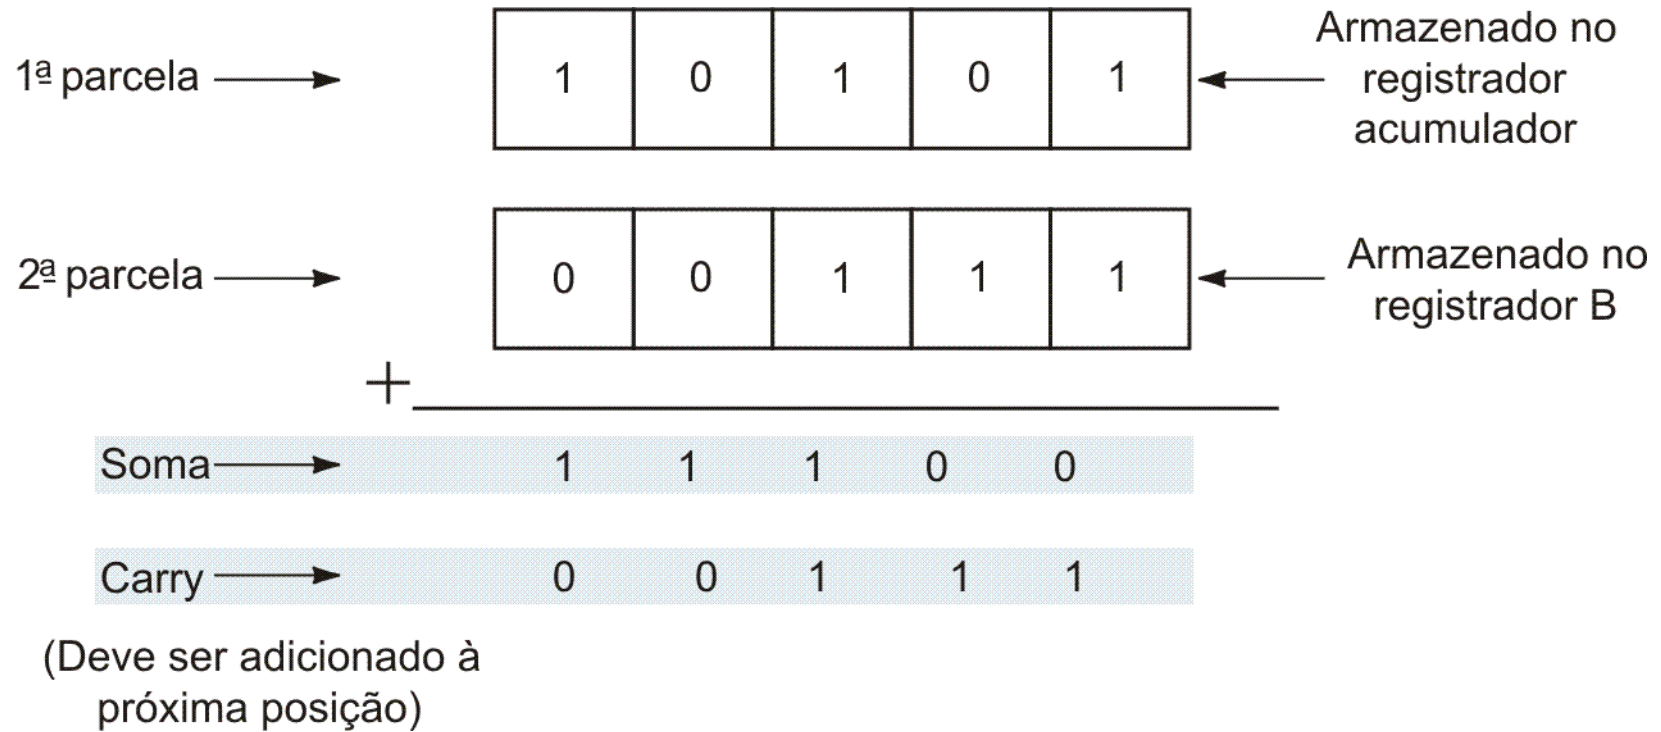 1ª parcela
1 0 1 0 1
Armazenado no
registrador
acumulador
2ª parcela
0 0 1 1 1
Armazenado no
registrador B
+
Soma 1 1 1 0 0
Carry 0 0 1 1 1
(Deve ser adicionado à
próxima posição)